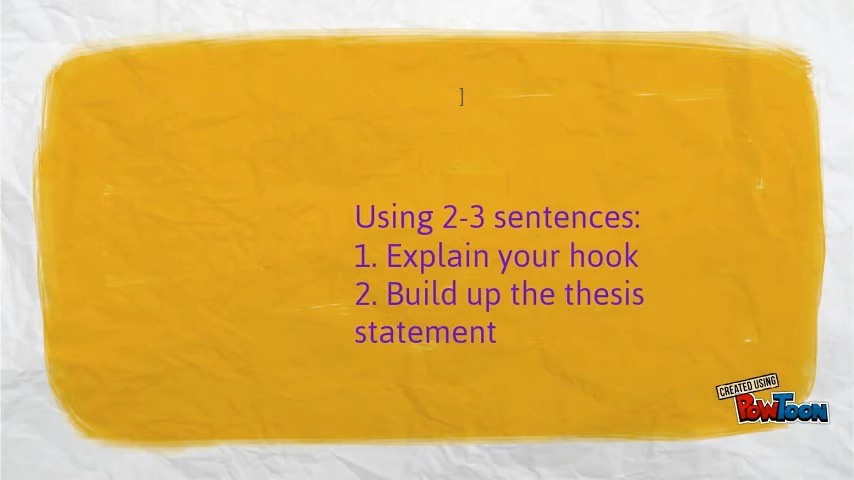 ]
Using 2-3 sentences:
1. Explain your hook
2. Build up the thesis
statement
CREATED USING
POWTOON